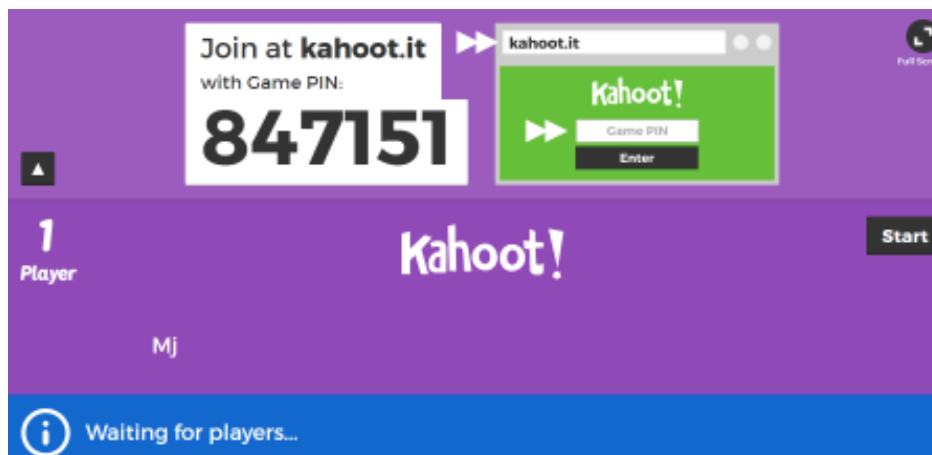 Join at kahoot.it
with Game PIN:
847151
kahoot.it
Kahoot!
Game PIN
Enter
1
Player
Kahoot!
Start
Mj
Waiting for players...